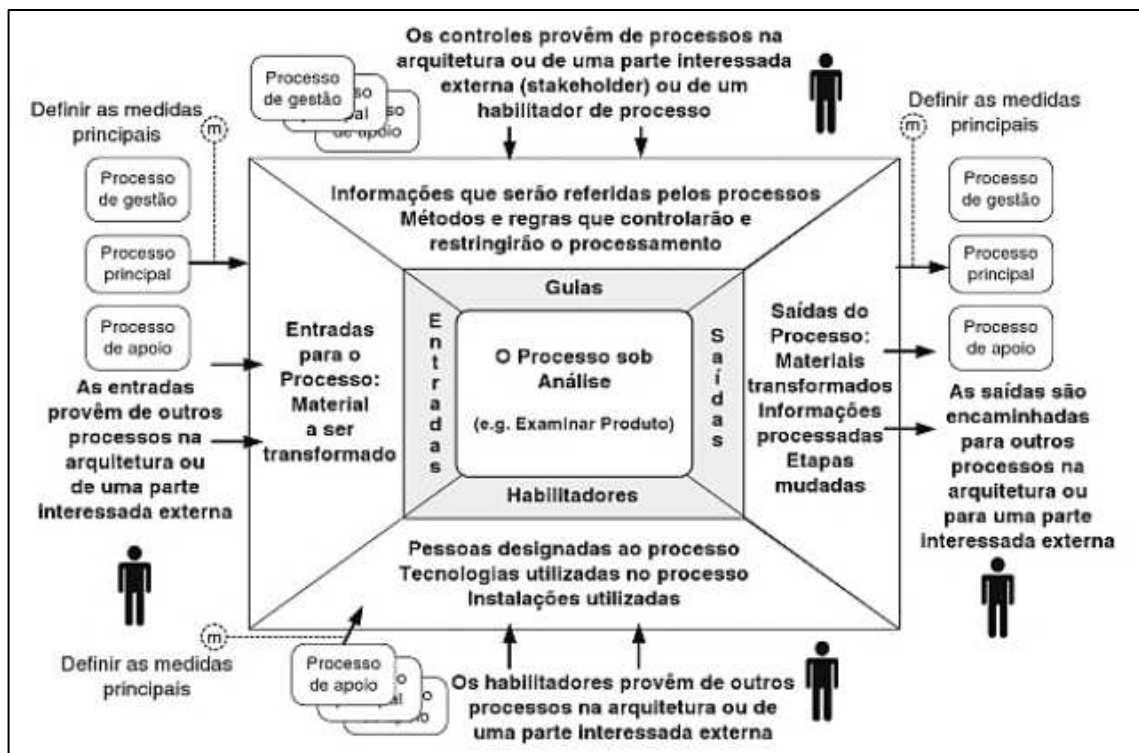 Os controles provêm de processos na
arquitetura ou de uma parte interessada
externa (stakeholder) ou de um
habilitador de processo
Processo
de gestão
so
pal
so
de apoio
Definir as medidas
principais
m
Processo
de gestão
Processo
principal
Processo
de apoio
As entradas
provêm de outros
processos na
arquitetura ou
de uma parte
interessada externa
Informações que serão referidas pelos processos
Métodos e regras que controlarão e
restringirão o processamento
Entradas
para o
Processo:
Material
a ser
transformado
Guias
Entradas
O Processo sob
Análise
(e.g. Examinar Produto)
Saídas
Habilitadores
Saídas do
Processo:
Materiais
transformados
Informações
processadas
Etapas
mudadas
Pessoas designadas ao processo
Tecnologias utilizadas no processo
Instalações utilizadas
Definir as medidas
principais
m
Processo
de gestão
Processo
principal
Processo
de apoio
As saídas são
encaminhadas
para outros
processos na
arquitetura ou
para uma parte
interessada externa
m
Definir as medidas
principais
Processo
de apoio
Os habilitadores provêm de outros
processos na arquitetura ou de
uma parte interessada externa